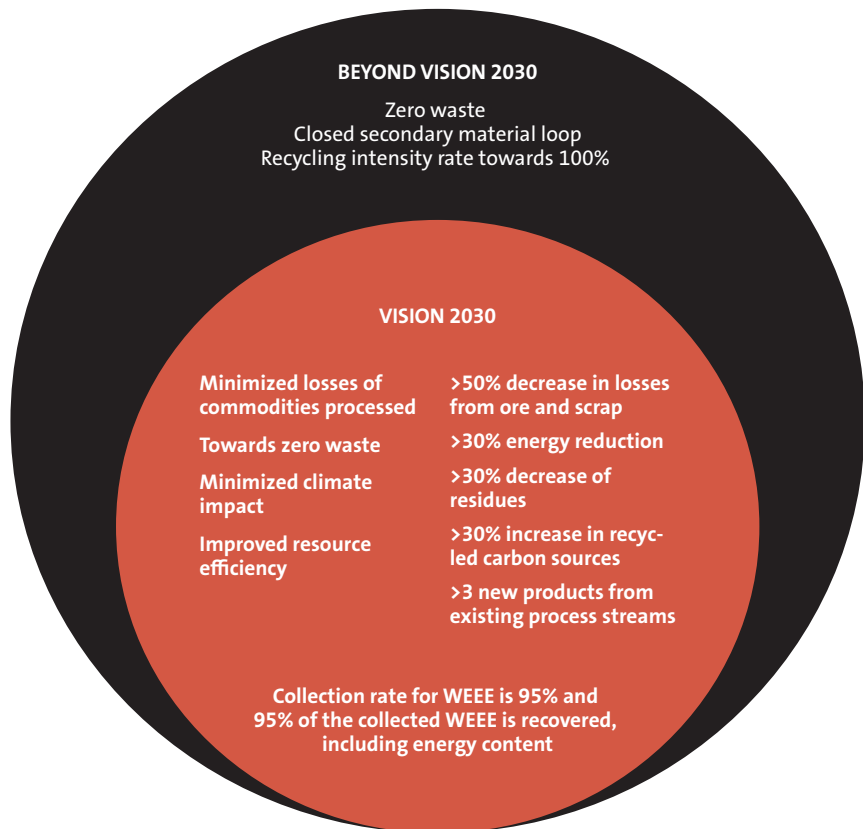 BEYOND VISION 2030
Zero waste
Closed secondary material loop
Recycling intensity rate towards 100%
VISION 2030
Minimized losses of
commodities processed
Towards zero waste
Minimized climate
impact
Improved resource
efficiency
>50% decrease in losses
from ore and scrap
>30% energy reduction
>30% decrease of
residues
>30% increase in recyc-
led carbon sources
>3 new products from
existing process streams
Collection rate for WEEE is 95% and
95% of the collected WEEE is recovered,
including energy content